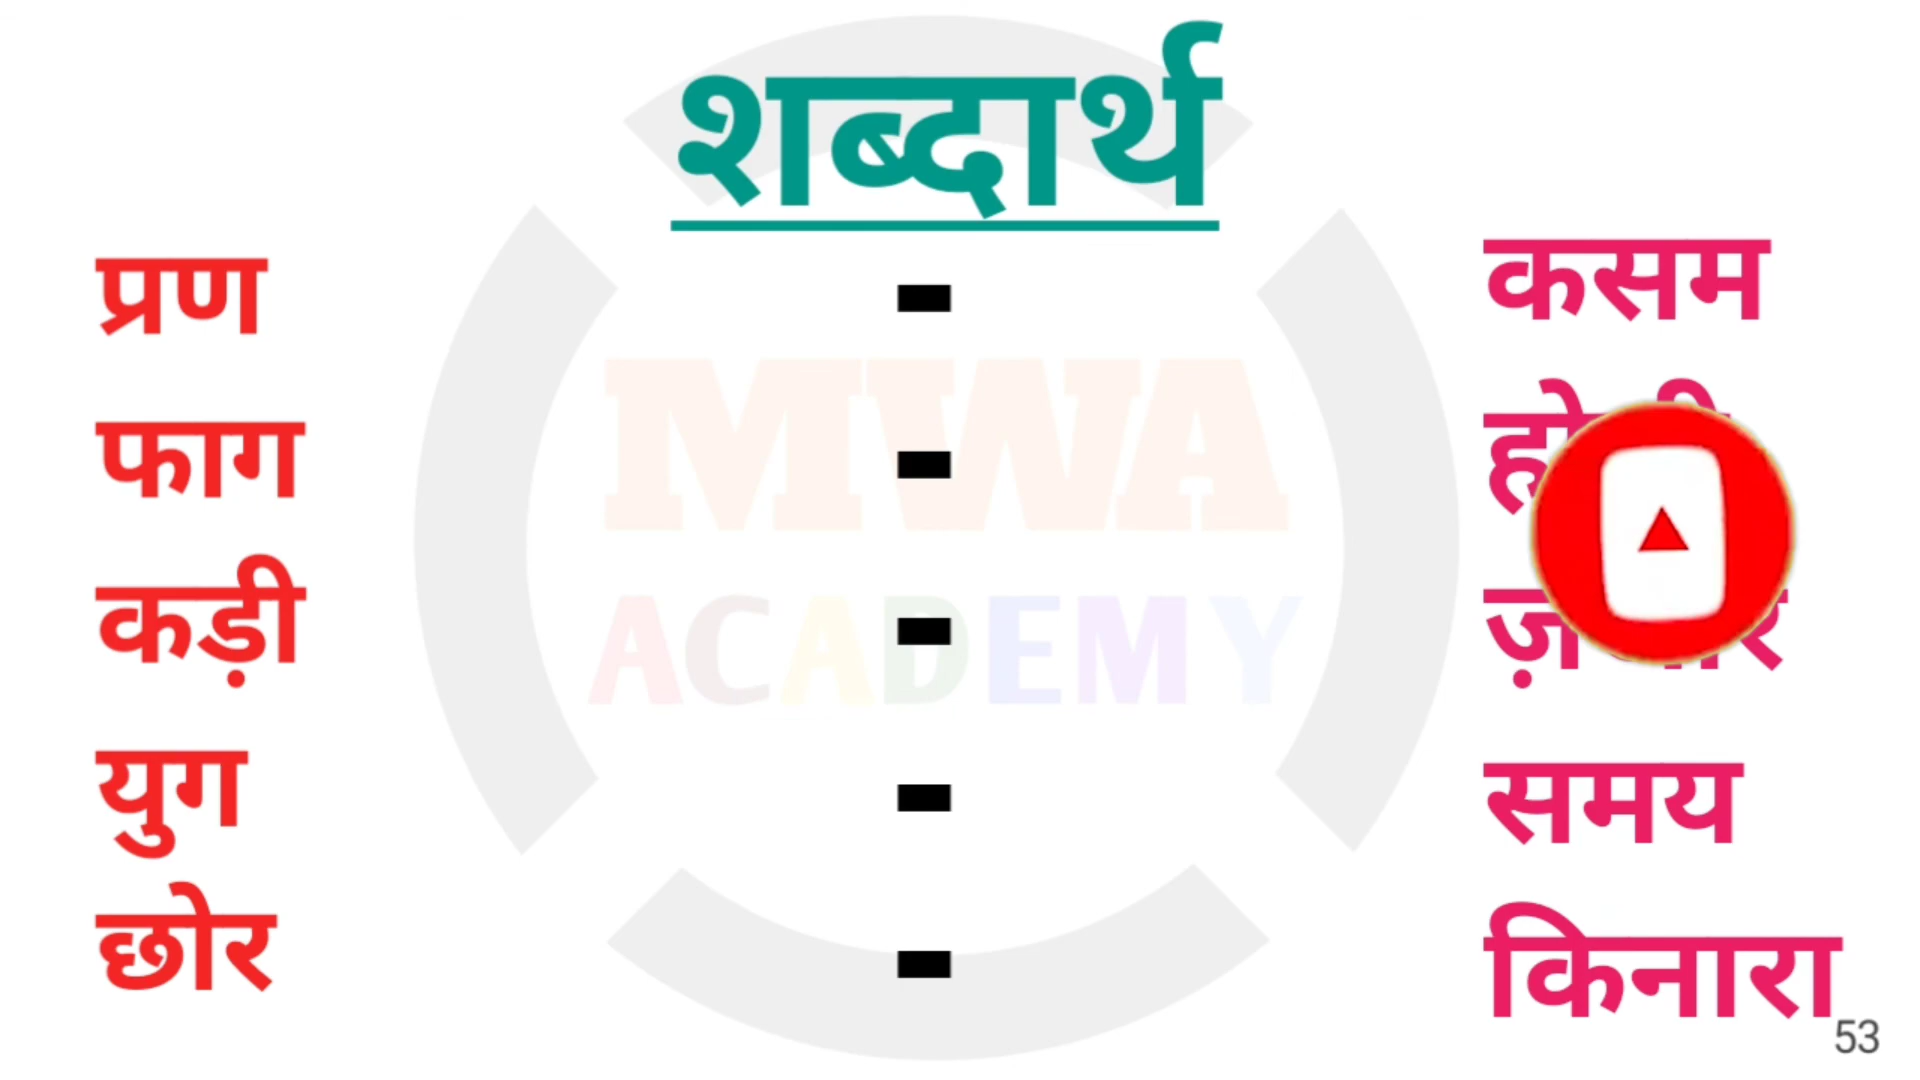 शब्दार्थ
प्रण - कसम
फाग -
कड़ी -
युग - समय
छोर - किनारा
MWA
ACADEMY
53